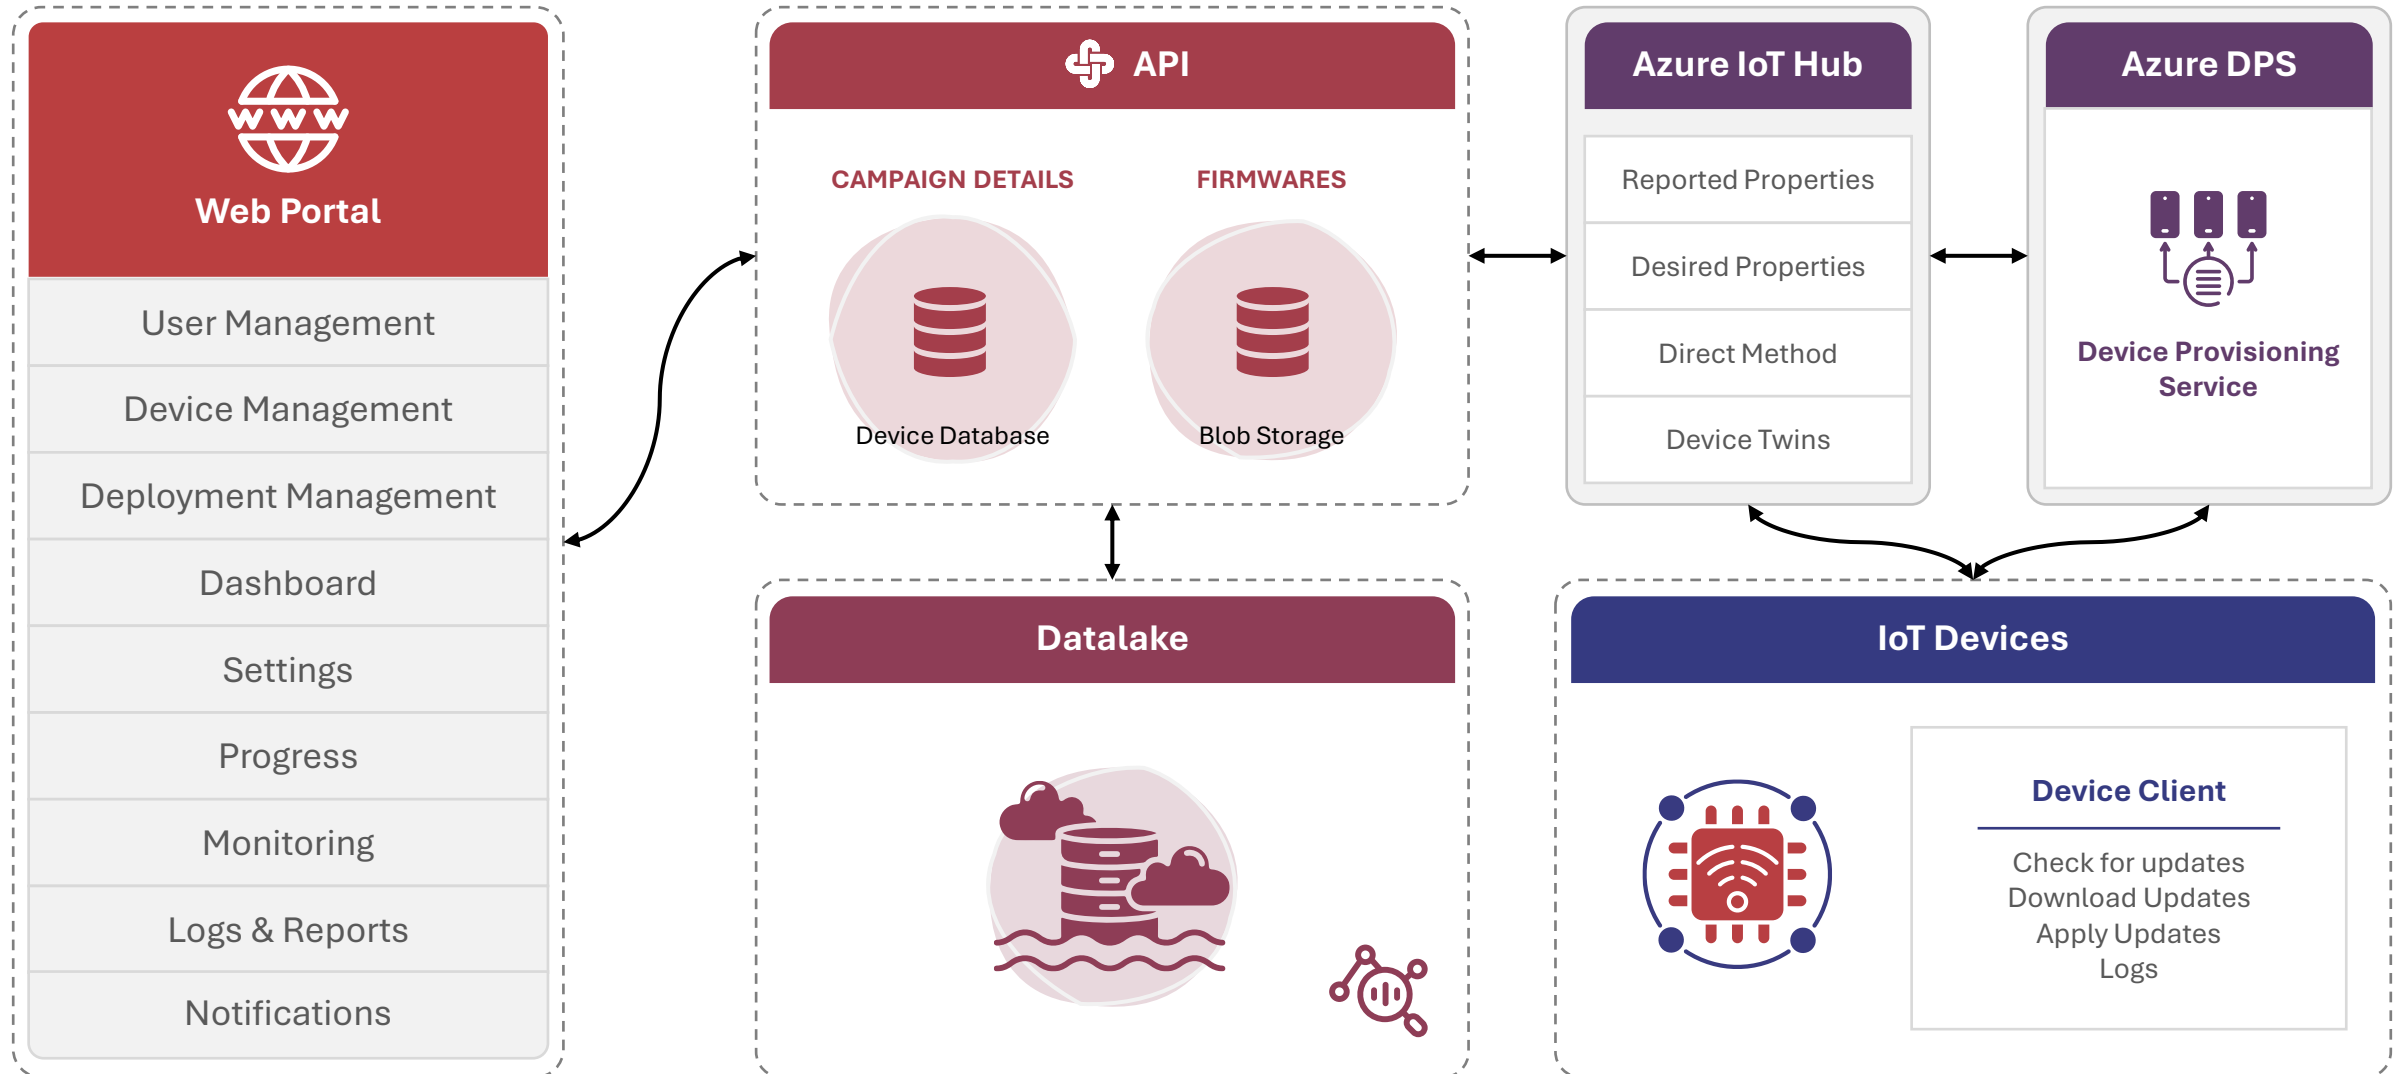 WWW
Web Portal
User Management
Device Management
Deployment Management
Dashboard
Settings
Progress
Monitoring
Logs & Reports
Notifications
API
CAMPAIGN DETAILS
Device Database
FIRMWARES
Blob Storage
Datalake
Azure IoT Hub
Reported Properties
Desired Properties
Direct Method
Device Twins
Azure DPS
Device Provisioning
Service
IoT Devices
Device Client
Check for updates
Download Updates
Apply Updates
Logs